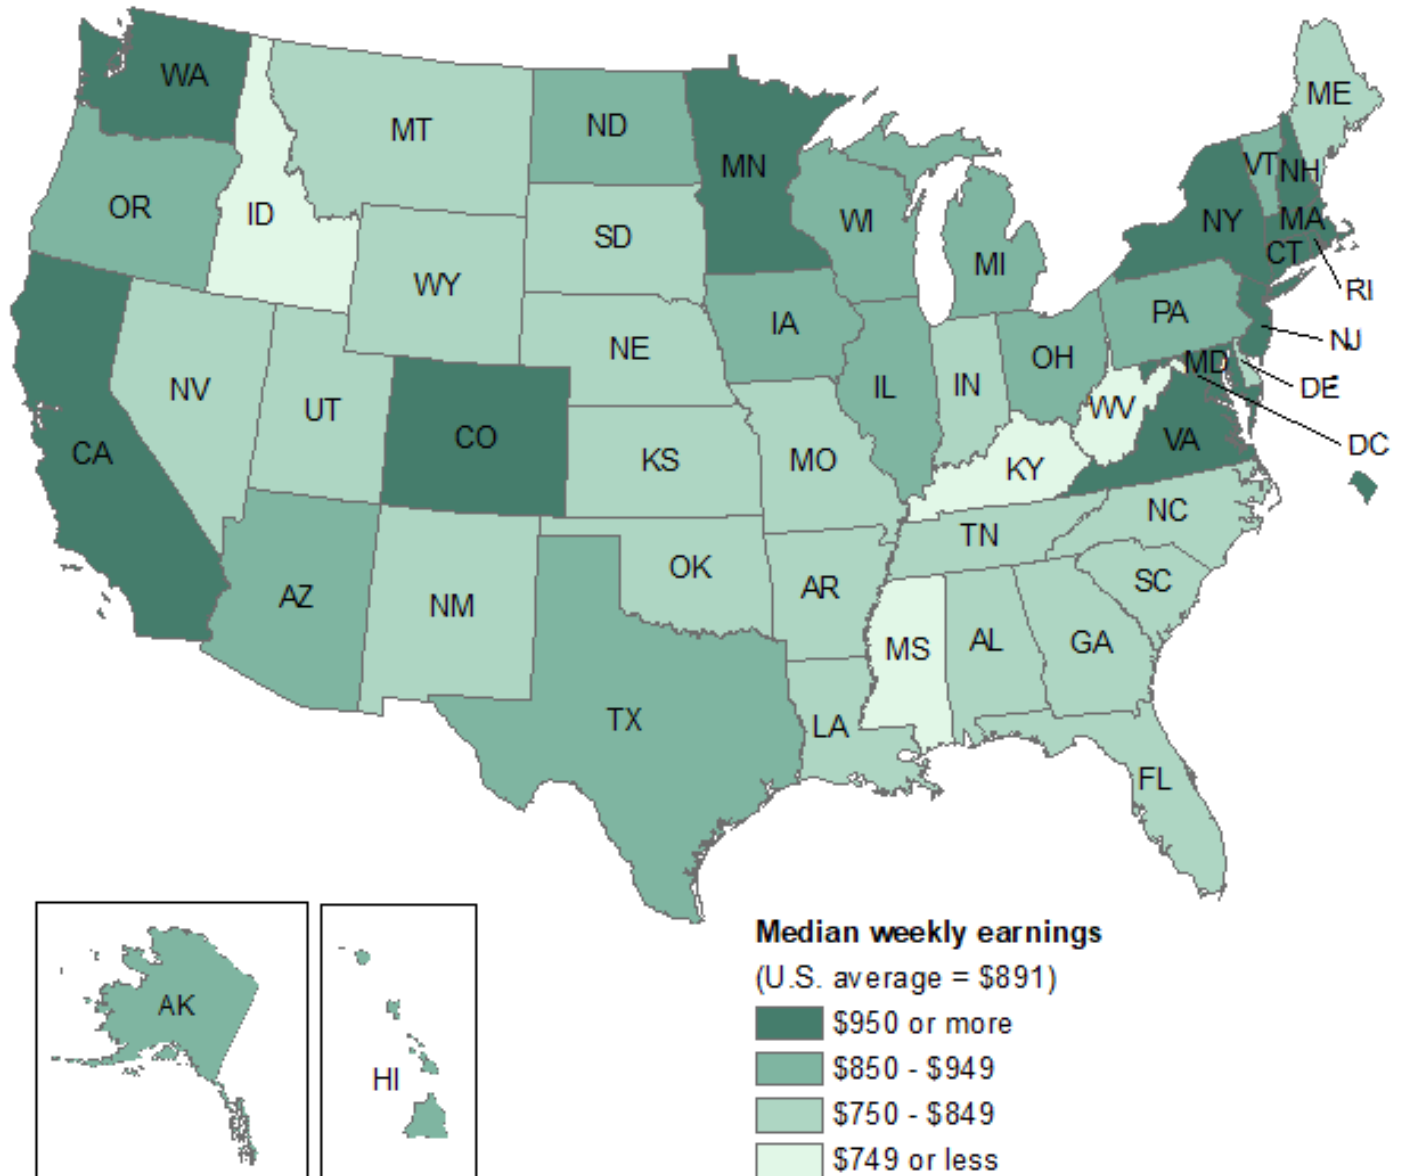 WA
MT
ND
MN
ME
OR
ID
SD
WI
MI
VT
NH
NY
MA
CT
RI
WY
IA
NE
PA
NJ
NV
UT
CO
IL
IN
OH
MD
DE
WV
VA
DC
CA
KS
MO
KY
NC
TN
AZ
NM
OK
AR
SC
MS
AL
GA
TX
LA
FL
AK
HI
Median weekly earnings
(U.S. average = $891)
$950 or more
$850 - $949
$750 - $849
$749 or less